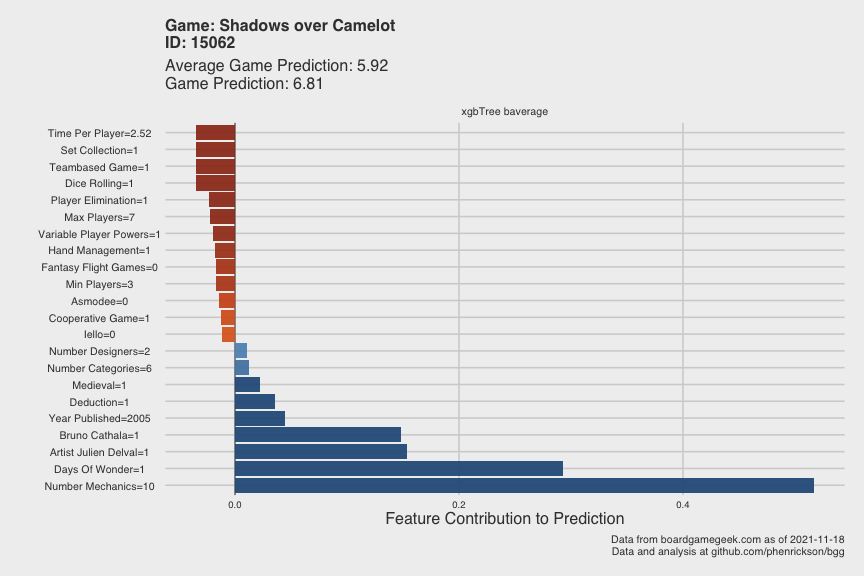 Game: Shadows over Camelot
ID: 15062
Average Game Prediction: 5.92
Game Prediction: 6.81
xgbTree baverage
Time Per Player=2.52
Set Collection=1
Teambased Game=1
Dice Rolling=1
Player Elimination=1
Max Players=7
Variable Player Powers=1
Hand Management=1
Fantasy Flight Games=0
Min Players=3
Asmodee=0
Cooperative Game=1
Iello=0
Number Designers=2
Number Categories=6
Medieval=1
Deduction=1
Year Published=2005
Bruno Cathala=1
Artist Julien Delval=1
Days Of Wonder=1
Number Mechanics=10
0.0 0.2 0.4
Feature Contribution to Prediction
Data from boardgamegeek.com as of 2021-11-18
Data and analysis at github.com/phenrickson/bgg